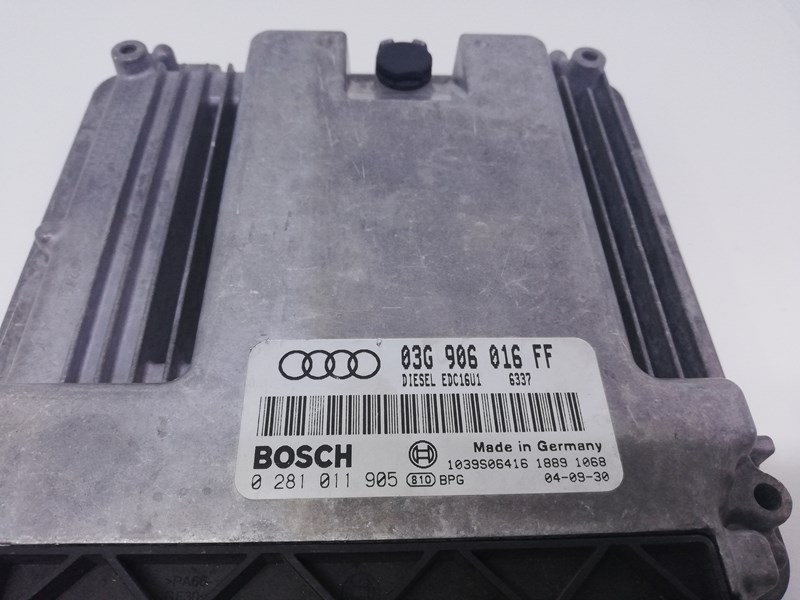 03G 906 016 FF
DIESEL EDC16U1 6337
BOSCH
Made in Germany
1039S06416 1889 1068
0 281 011 905 810 BPG 04-09-30